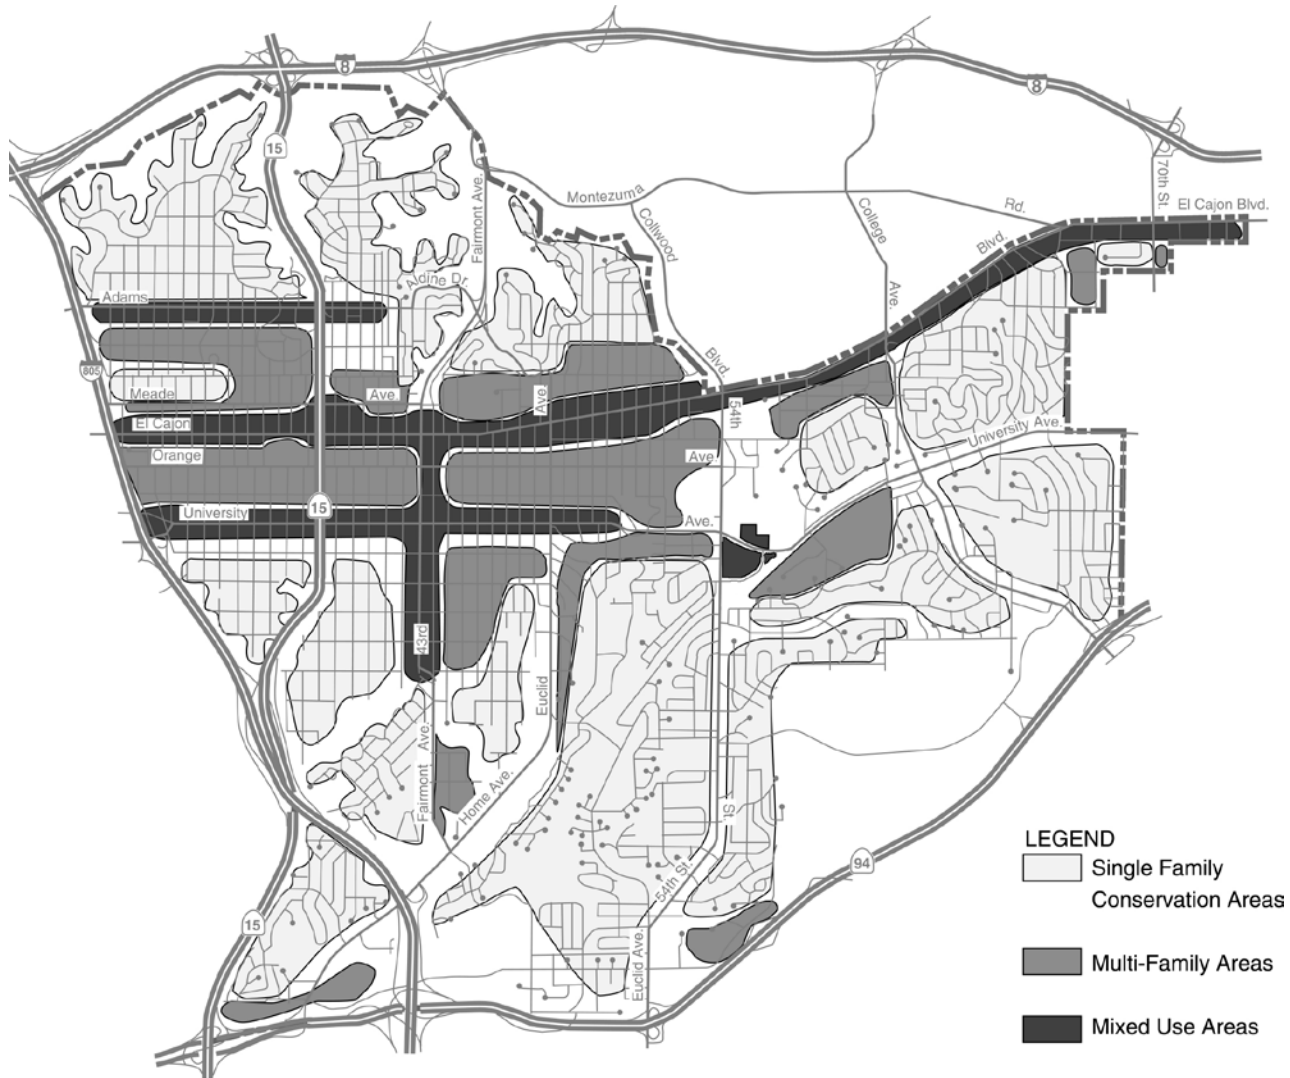 8
8
15
Montezuma
Rd.
70th St.
El Cajon Blvd.
Fairmont Ave.
Collwood
College
Blvd.
Aldine Dr.
Adams
Ave.
805
Blvd.
Meade
Ave.
Ave.
54th
El Cajon
University Ave.
Orange
Ave
15
University
Ave.
43rd
Euclid
Fairmont Ave.
Home Ave.
St.
54th St.
94
15
Euclid Ave.
LEGEND
Single Family
Conservation Areas
Multi-Family Areas
Mixed Use Areas